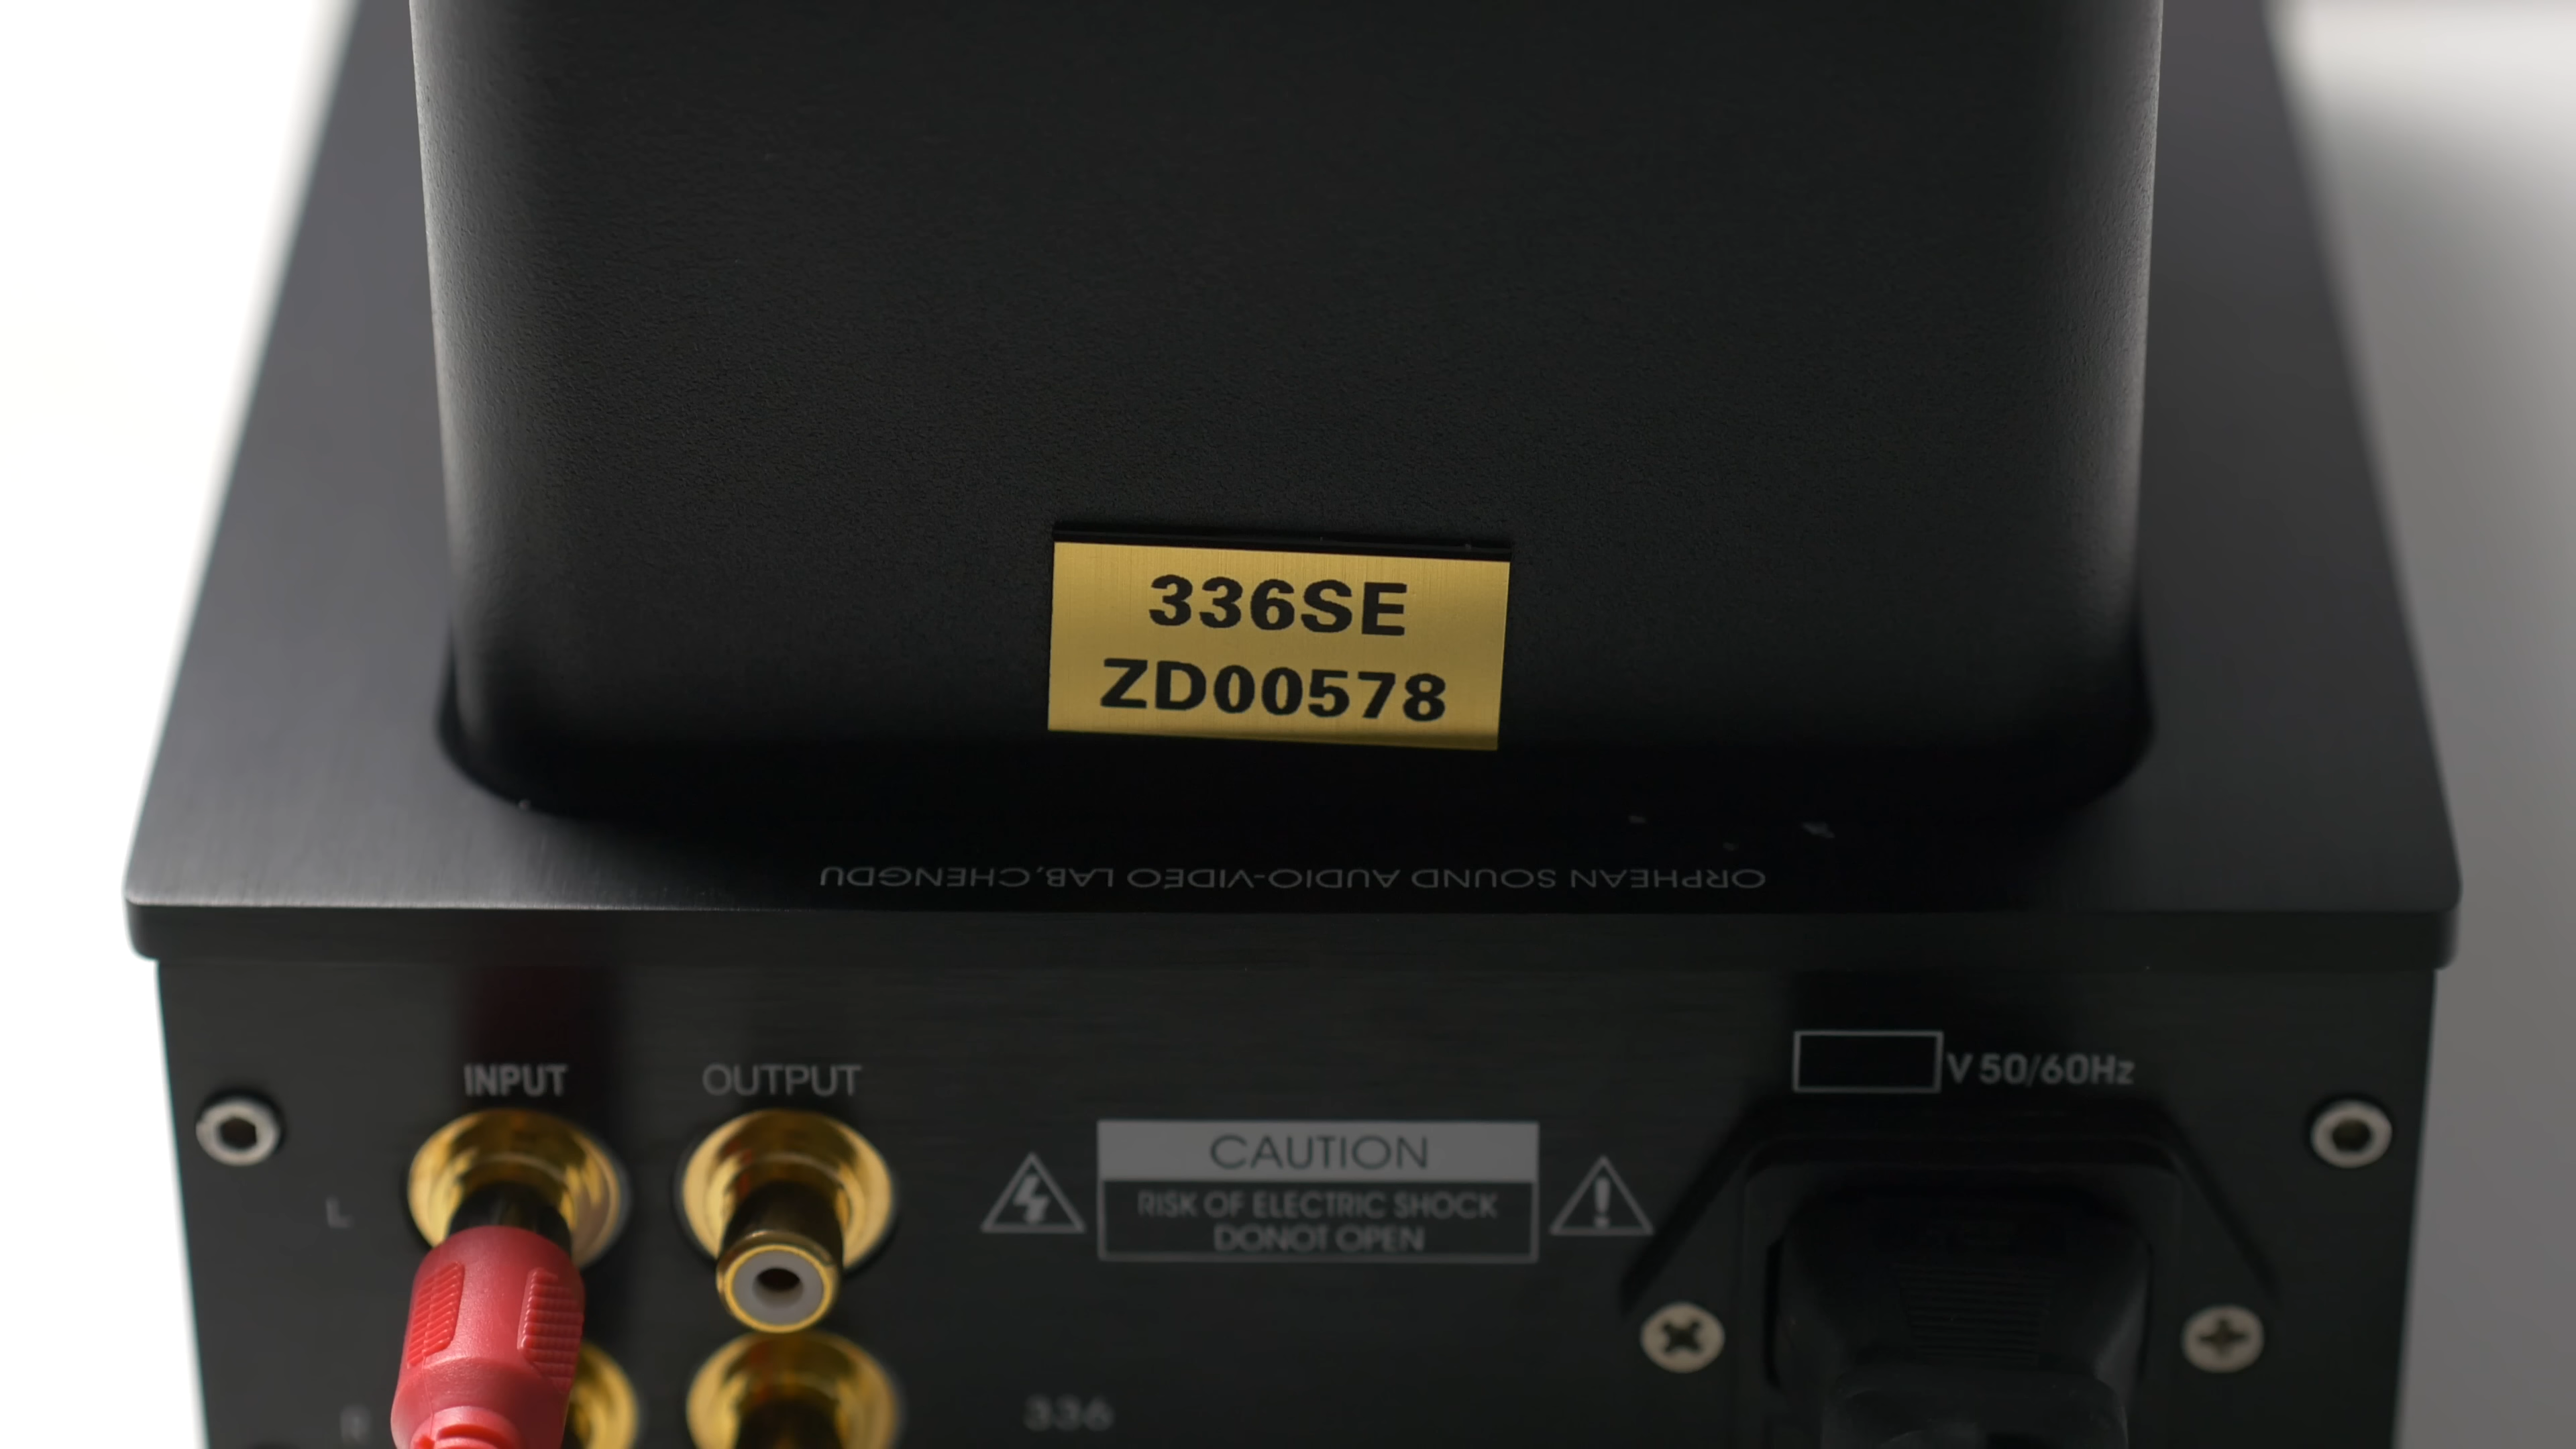 336SE
ZD00578
ORPHEAN SOUND AUDIO-VIDEO LAB,CHENGDU
INPUT
OUTPUT
V 50/60Hz
CAUTION
RISK OF ELECTRIC SHOCK
DONOT OPEN
L
R
336